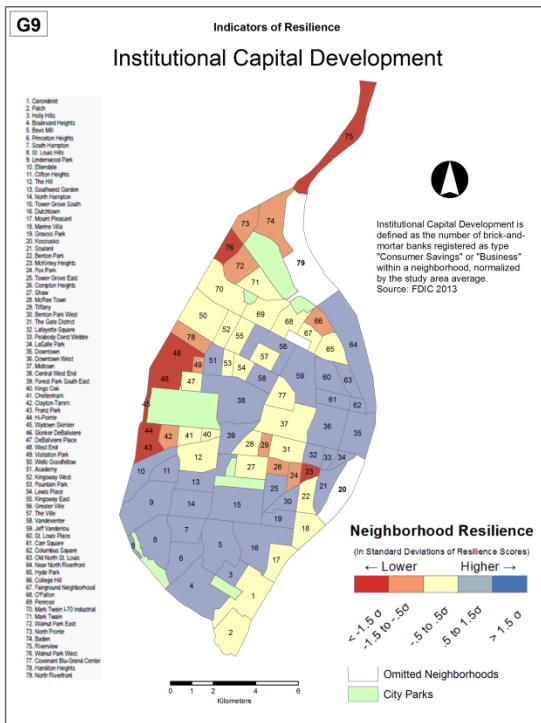 G9
Indicators of Resilience
Institutional Capital Development
1. Carondelet
2. Patch
3. Holly Hills
4. Boulevard Heights
5. Bevo Mill
6. Princeton Heights
7. South Hampton
8. St. Louis Hills
9. Lindenwood Park
10. Ellendale
11. Clifton Heights
12. The Hill
13. Southwest Garden
14. North Hampton
15. Tower Grove South
16. Dutchtown
17. Mount Pleasant
18. Marine Villa
19. Gravois Park
20. Kosciusko
21. Soulard
22. Benton Park
23. McKinley Heights
24. Fox Park
25. Tower Grove East
26. Compton Heights
27. Shaw
28. McRee Town
29. Tiffany
30. Benton Park West
31. The Gate District
32. Lafayette Square
33. Peabody Darst Webbe
34. LaSalle Park
35. Downtown
36. Downtown West
37. Midtown
38. Central West End
39. Forest Park South East
40. Kings Oak
41. Cheltenham
42. Clayton-Tamm
43. Franz Park
44. Hi-Pointe
45. Wydown Skinker
46. Skinker DeBaliviere
47. DeBaliviere Place
48. West End
49. Visitation Park
50. Wells Goodfellow
51. Academy
52. Kingsway West
53. Fountain Park
54. Lewis Place
55. Kingsway East
56. Greater Ville
57. The Ville
58. Vandeventer
59. Jeff Vanderlou
60. St. Louis Place
61. Carr Square
62. Columbus Square
63. Old North St. Louis
64. Near North Riverfront
65. Hyde Park
66. College Hill
67. Fairground Neighborhood
68. O'Fallon
69. Penrose
70. Mark Twain I-70 Industrial
71. Mark Twain
72. Walnut Park East
73. North Pointe
74. Baden
75. Riverview
76. Walnut Park West
77. Covenant Blu-Grand Center
78. Hamilton Heights
79. North Riverfront
Institutional Capital Development is
defined as the number of brick-and-
mortar banks registered as type
"Consumer Savings" or "Business"
within a neighborhood, normalized
by the study area average.
Source: FDIC 2013
75
73 74
76 79
72
71
70
69
50 68 66
52 55 67
78 56 65 64
48 51 53 54 57
49 58 59 60 63
46 47 61 62
45 38 77
36 35
44 42 41 40 39 37
43 28 29 31 32 33 34
12 27 26 24 23 21 20
10 11 13 25 22
9 15 30
14 19
8 7 18
8 6 5 16 17
4 3
1
2
Neighborhood Resilience
(In Standard Deviations of Resilience Scores)
← Lower Higher →
< -1.5 σ
-1.5 to -.5σ
-.5 to .5σ
.5 to 1.5σ
> 1.5 σ
Omitted Neighborhoods
City Parks
0 1 2 4 6
Kilometers